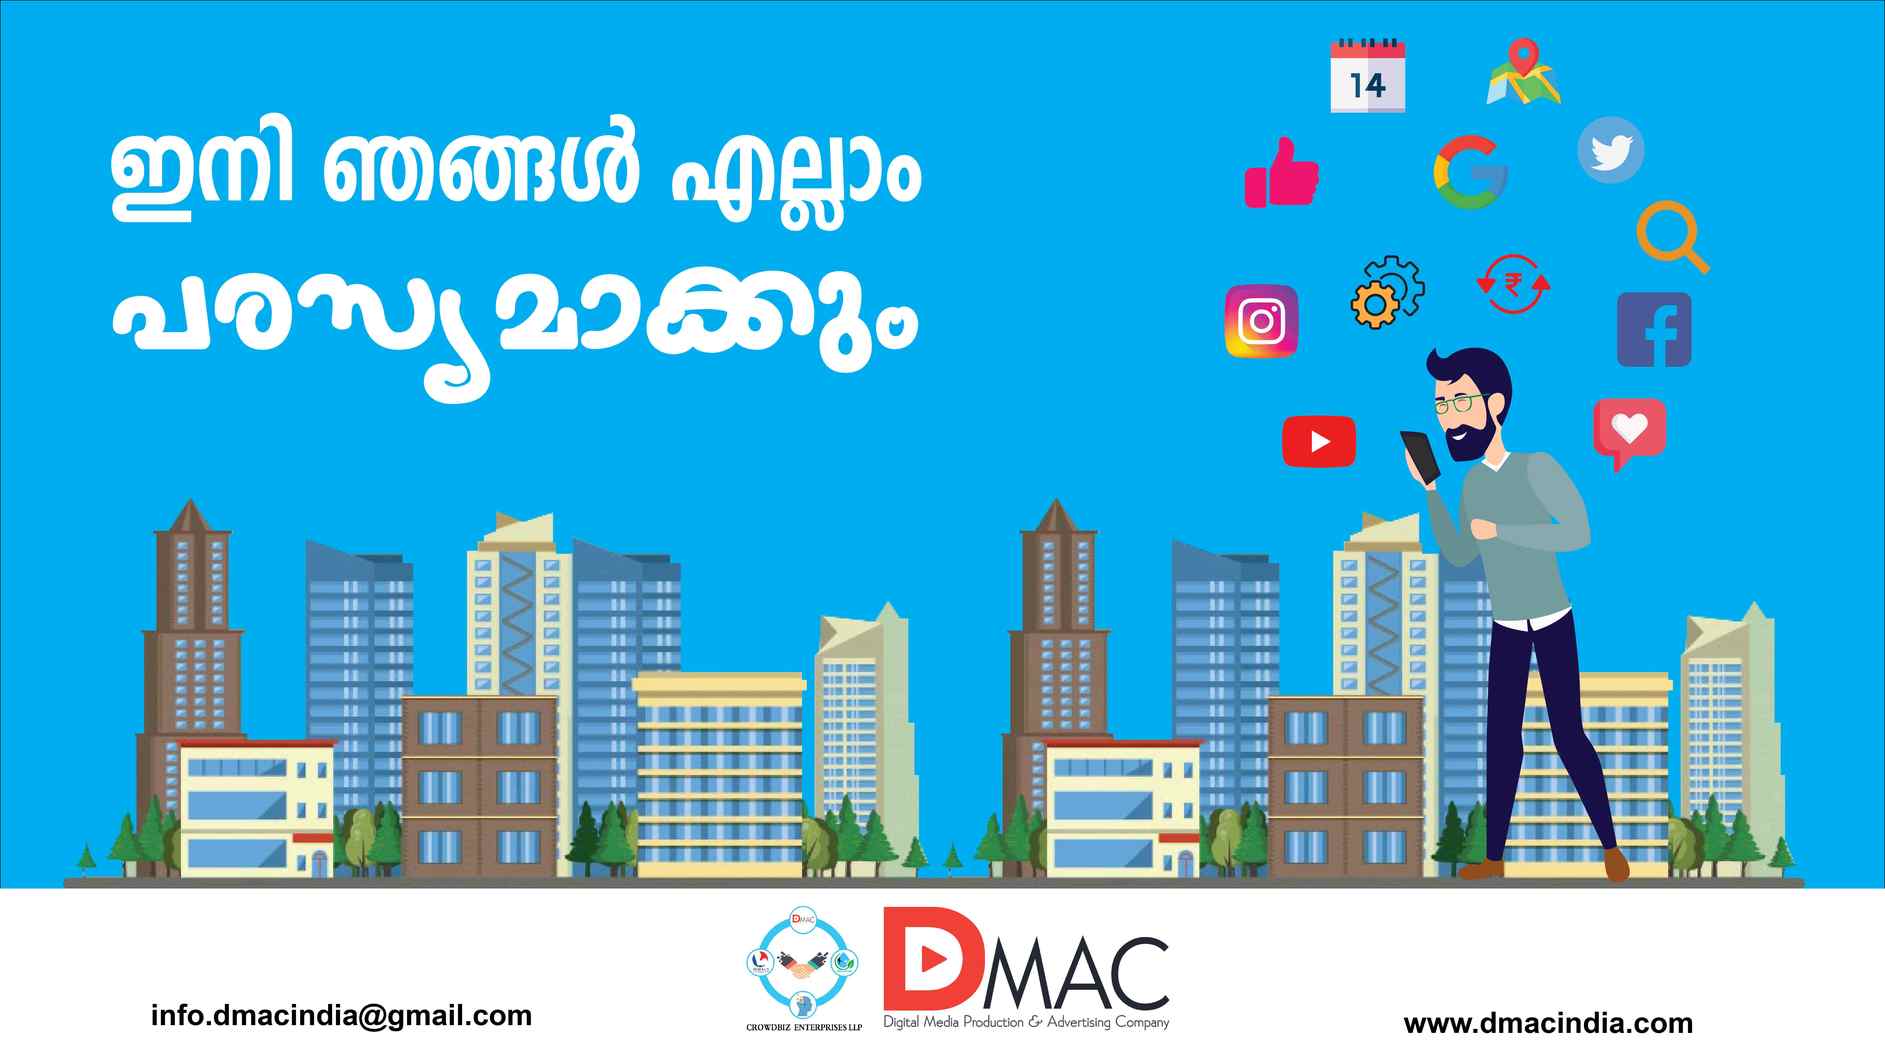 ഇനി ഞങ്ങൾ എല്ലാം
പരസ്യമാക്കും
14
₹
DMAC
CROWDBIZ ENTERPRISES LLP
DMAC
Digital Media Production & Advertising Company
info.dmacindia@gmail.com
www.dmacindia.com